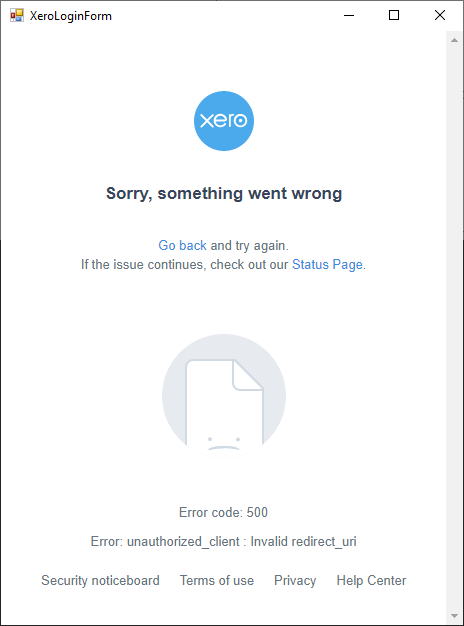 XeroLoginForm
xero
Sorry, something went wrong
Go back and try again.
If the issue continues, check out our Status Page.
Error code: 500
Error: unauthorized_client : Invalid redirect_uri
Security noticeboard Terms of use Privacy Help Center